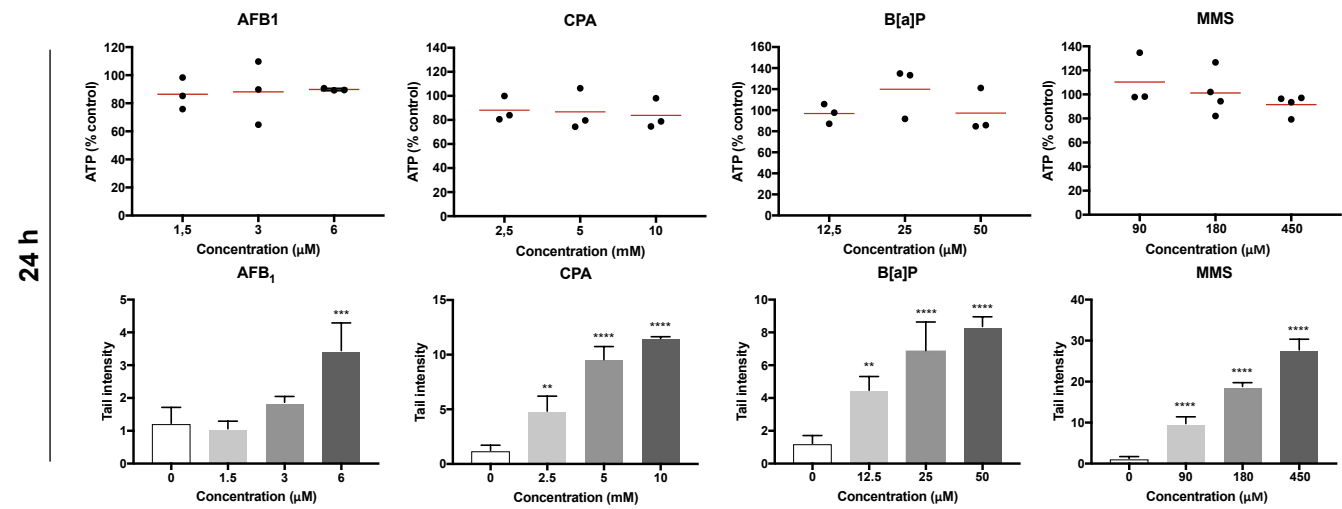 24 h
AFB1
ATP (% control)
120
100
80
60
40
20
0
1,5 3 6
Concentration (μM)
CPA
ATP (% control)
140
120
100
80
60
40
20
0
2,5 5 10
Concentration (mM)
B[a]P
ATP (% control)
160
140
120
100
80
60
40
20
0
12,5 25 50
Concentration (μM)
MMS
ATP (% control)
140
120
100
80
60
40
20
0
90 180 450
Concentration (μM)
AFB₁
Tail intensity
5
4
3
2
1
0
***
0 1.5 3 6
Concentration (μM)
CPA
Tail intensity
15
10
5
0
** **** ****
0 2.5 5 10
Concentration (mM)
B[a]P
Tail intensity
10
8
6
4
2
0
** **** ****
0 12.5 25 50
Concentration (μM)
MMS
Tail intensity
40
30
20
10
0
**** **** ****
0 90 180 450
Concentration (μM)